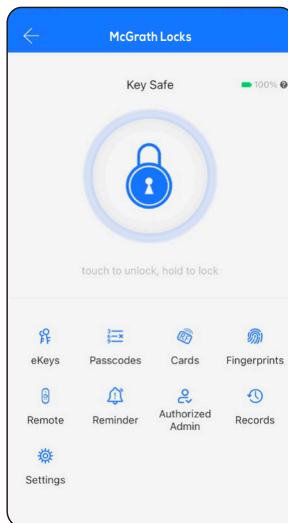 McGrath Locks
Key Safe
100%
touch to unlock, hold to lock
eKeys
Passcodes
Cards
Fingerprints
Remote
Reminder
Authorized
Admin
Records
Settings